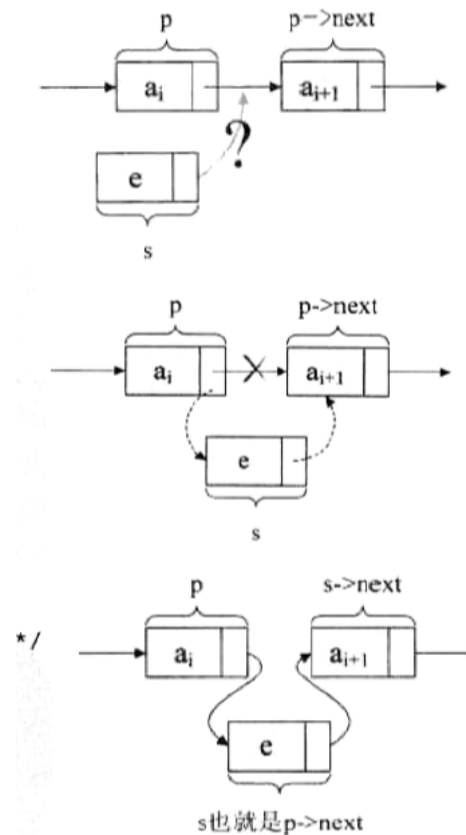 p p->next
aᵢ aᵢ₊₁
?
e
s
p p->next
aᵢ aᵢ₊₁
e
s
p s->next
*/
aᵢ aᵢ₊₁
e
s也就是p->next